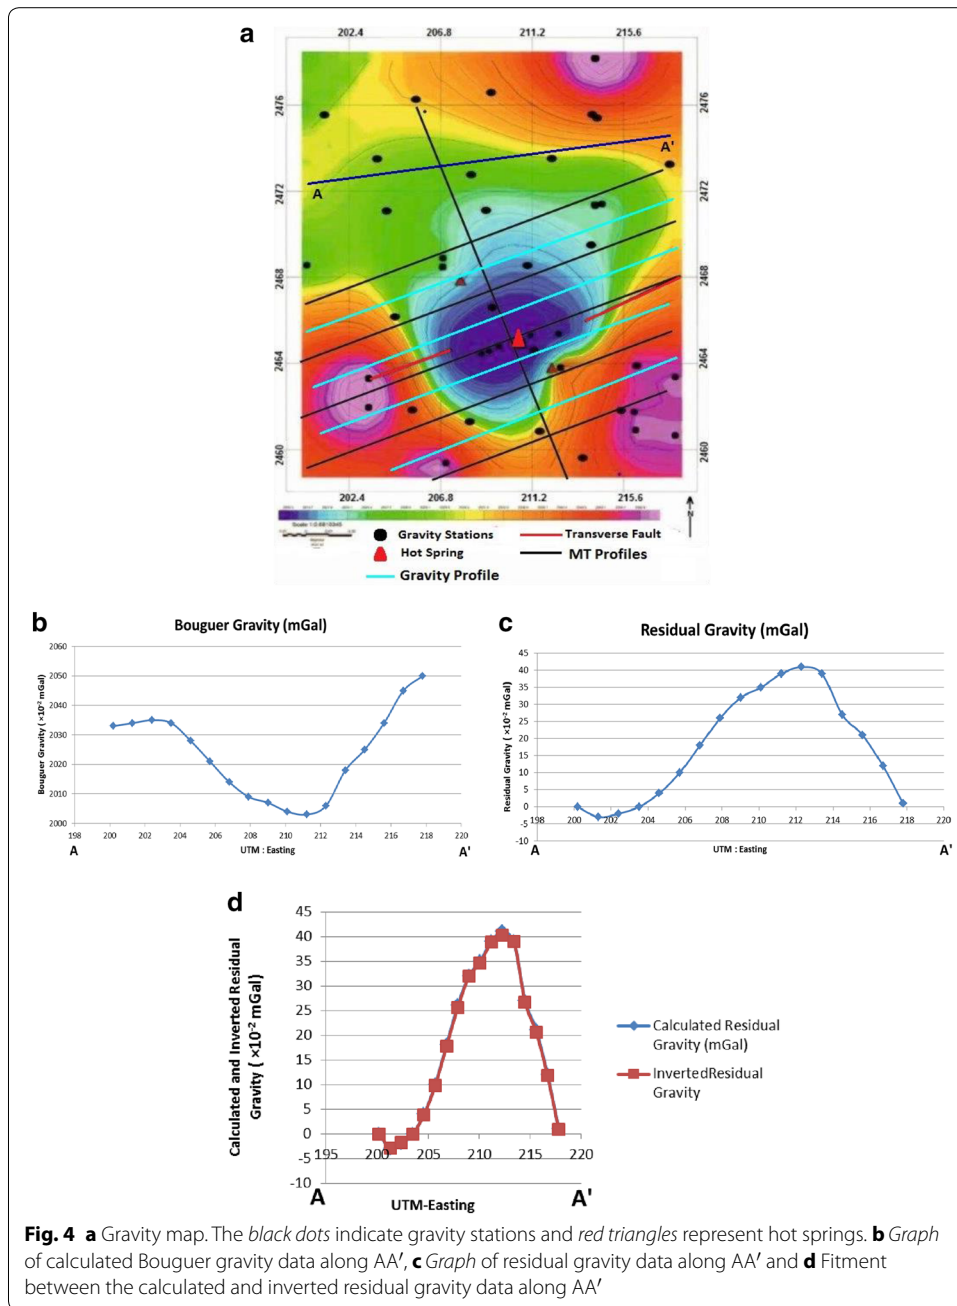 a
202.4 206.8 211.2 215.6
2476 2476
A'
A
2472 2472
2468 2468
2464 2464
2460 2460
202.4 206.8 211.2 215.6
N
Gravity Stations Transverse Fault
Hot Spring MT Profiles
Gravity Profile
b
Bouguer Gravity (mGal)
2060
2050
2040
2030
2020
2010
2000
Bouguer Gravity ( ×10⁻² mGal)
198 200 202 204 206 208 210 212 214 216 218 220
A UTM : Easting A'
c
Residual Gravity (mGal)
45
40
35
30
25
20
15
10
5
0
-5
-10
Residual Gravity ( ×10⁻² mGal)
198 200 202 204 206 208 210 212 214 216 218 220
A UTM : Easting A'
d
45
40
35
30
25
20
15
10
5
0
-5
-10
Calculated and Inverted Residual
Gravity ( ×10⁻² mGal)
195 200 205 210 215 220
A UTM-Easting A'
Calculated Residual
Gravity (mGal)
InvertedResidual
Gravity
Fig. 4 a Gravity map. The black dots indicate gravity stations and red triangles represent hot springs. b Graph
of calculated Bouguer gravity data along AA′, c Graph of residual gravity data along AA′ and d Fitment
between the calculated and inverted residual gravity data along AA′